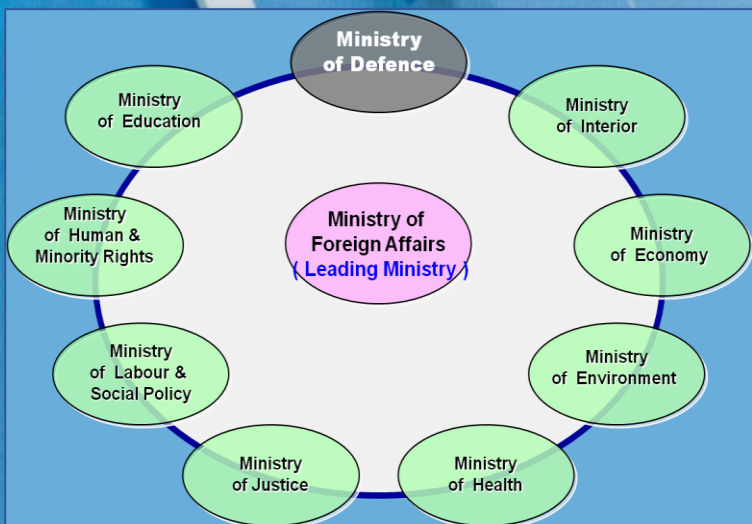 Ministry
of Defence
Ministry
of Education
Ministry
of Interior
Ministry
of Human &
Minority Rights
Ministry of
Foreign Affairs
( Leading Ministry )
Ministry
of Economy
Ministry
of Labour &
Social Policy
Ministry
of Environment
Ministry
of Justice
Ministry
of Health